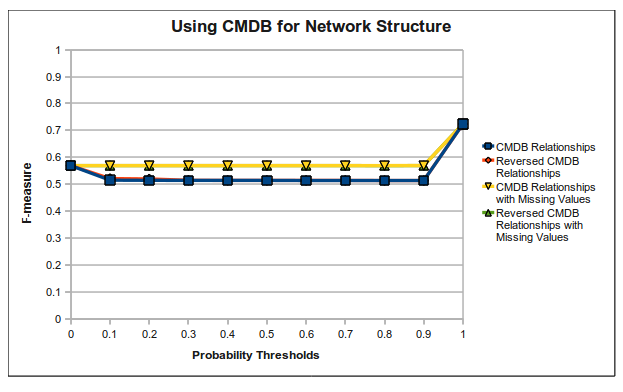 Using CMDB for Network Structure
F-measure
1
0.9
0.8
0.7
0.6
0.5
0.4
0.3
0.2
0.1
0
0 0.1 0.2 0.3 0.4 0.5 0.6 0.7 0.8 0.9 1
Probability Thresholds
CMDB Relationships
Reversed CMDB
Relationships
CMDB Relationships
with Missing Values
Reversed CMDB
Relationships with
Missing Values